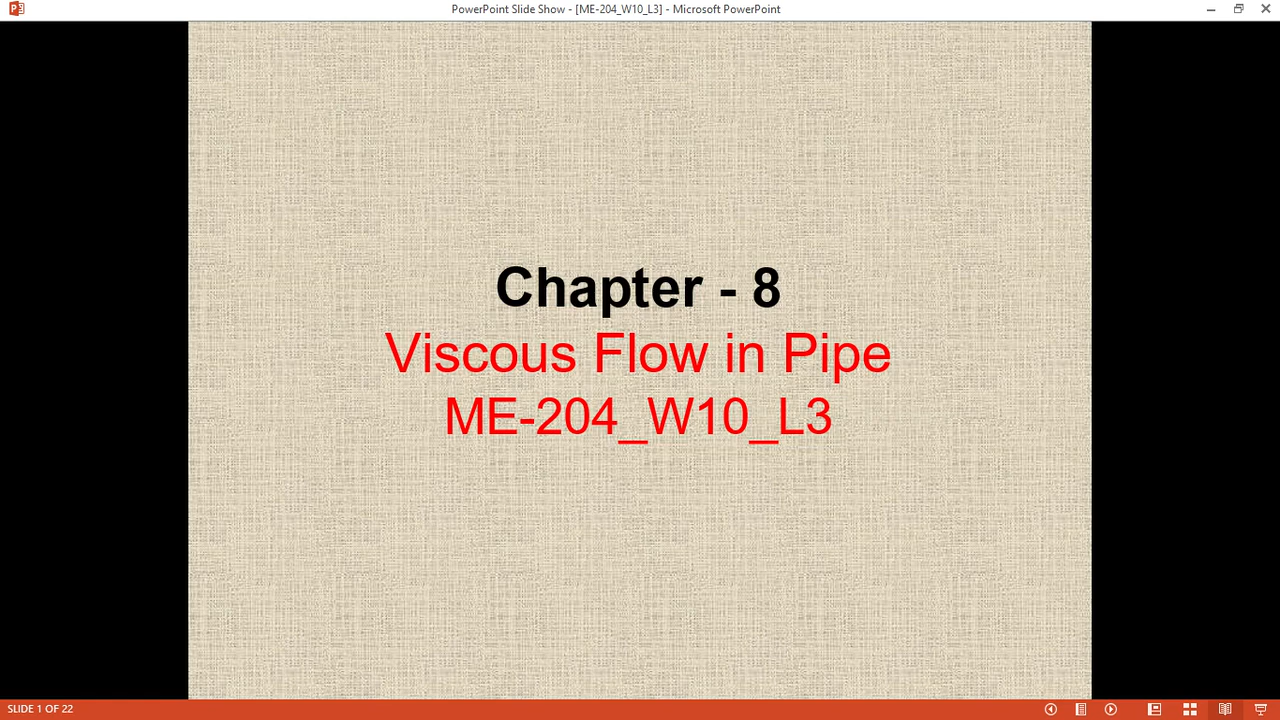 PowerPoint Slide Show - [ME-204_W10_L3] - Microsoft PowerPoint
Chapter - 8
Viscous Flow in Pipe
ME-204_W10_L3
SLIDE 1 OF 22